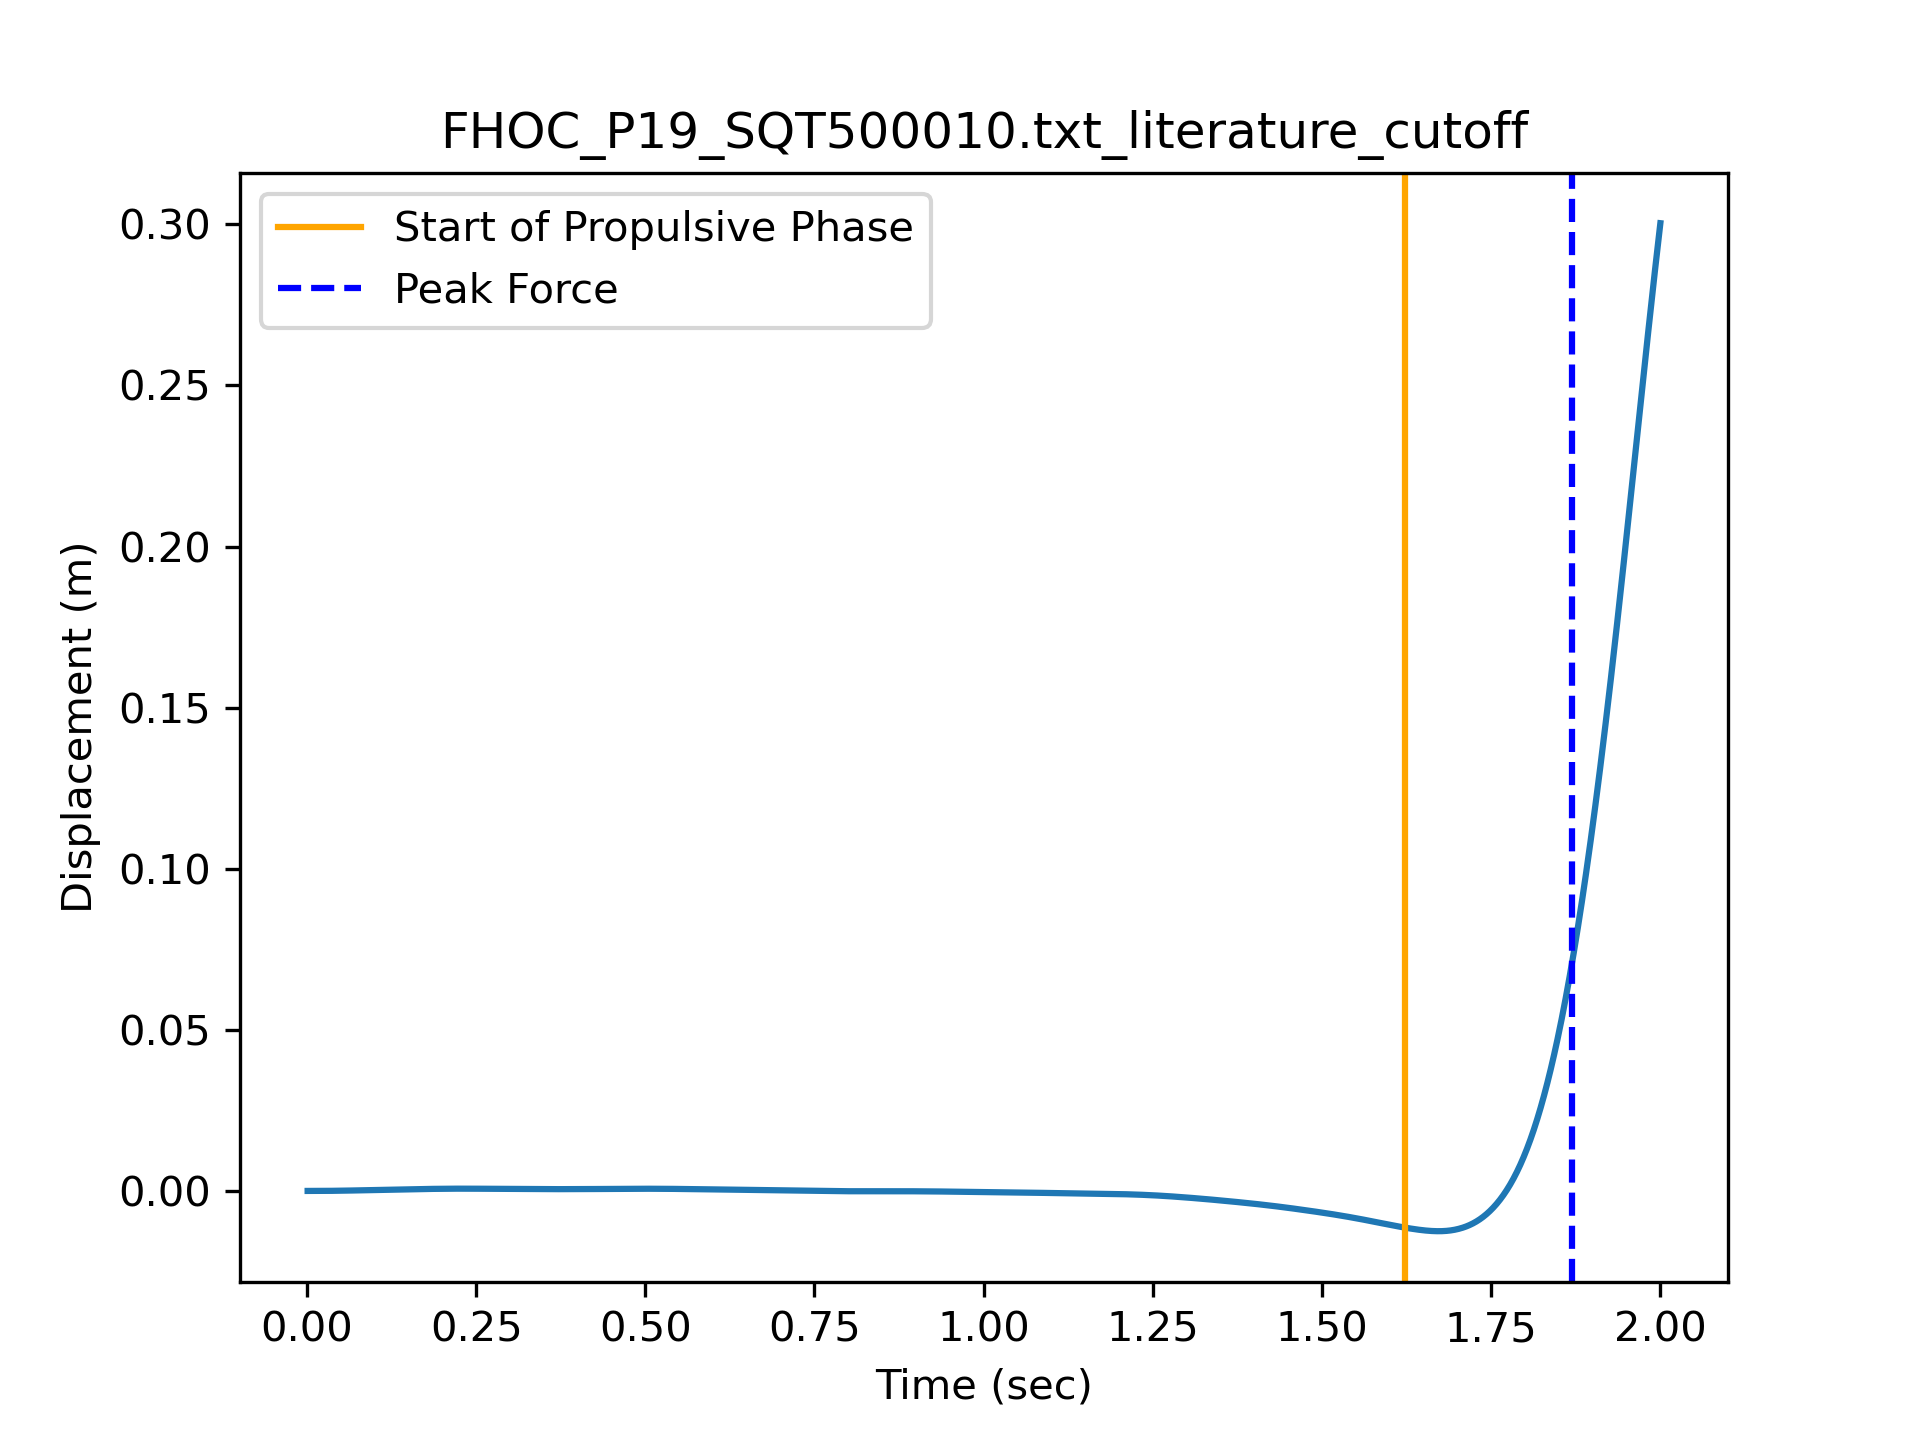 FHOC_P19_SQT500010.txt_literature_cutoff
Start of Propulsive Phase
Peak Force
0.30
0.25
0.20
0.15
0.10
0.05
0.00
Displacement (m)
0.00 0.25 0.50 0.75 1.00 1.25 1.50 1.75 2.00
Time (sec)